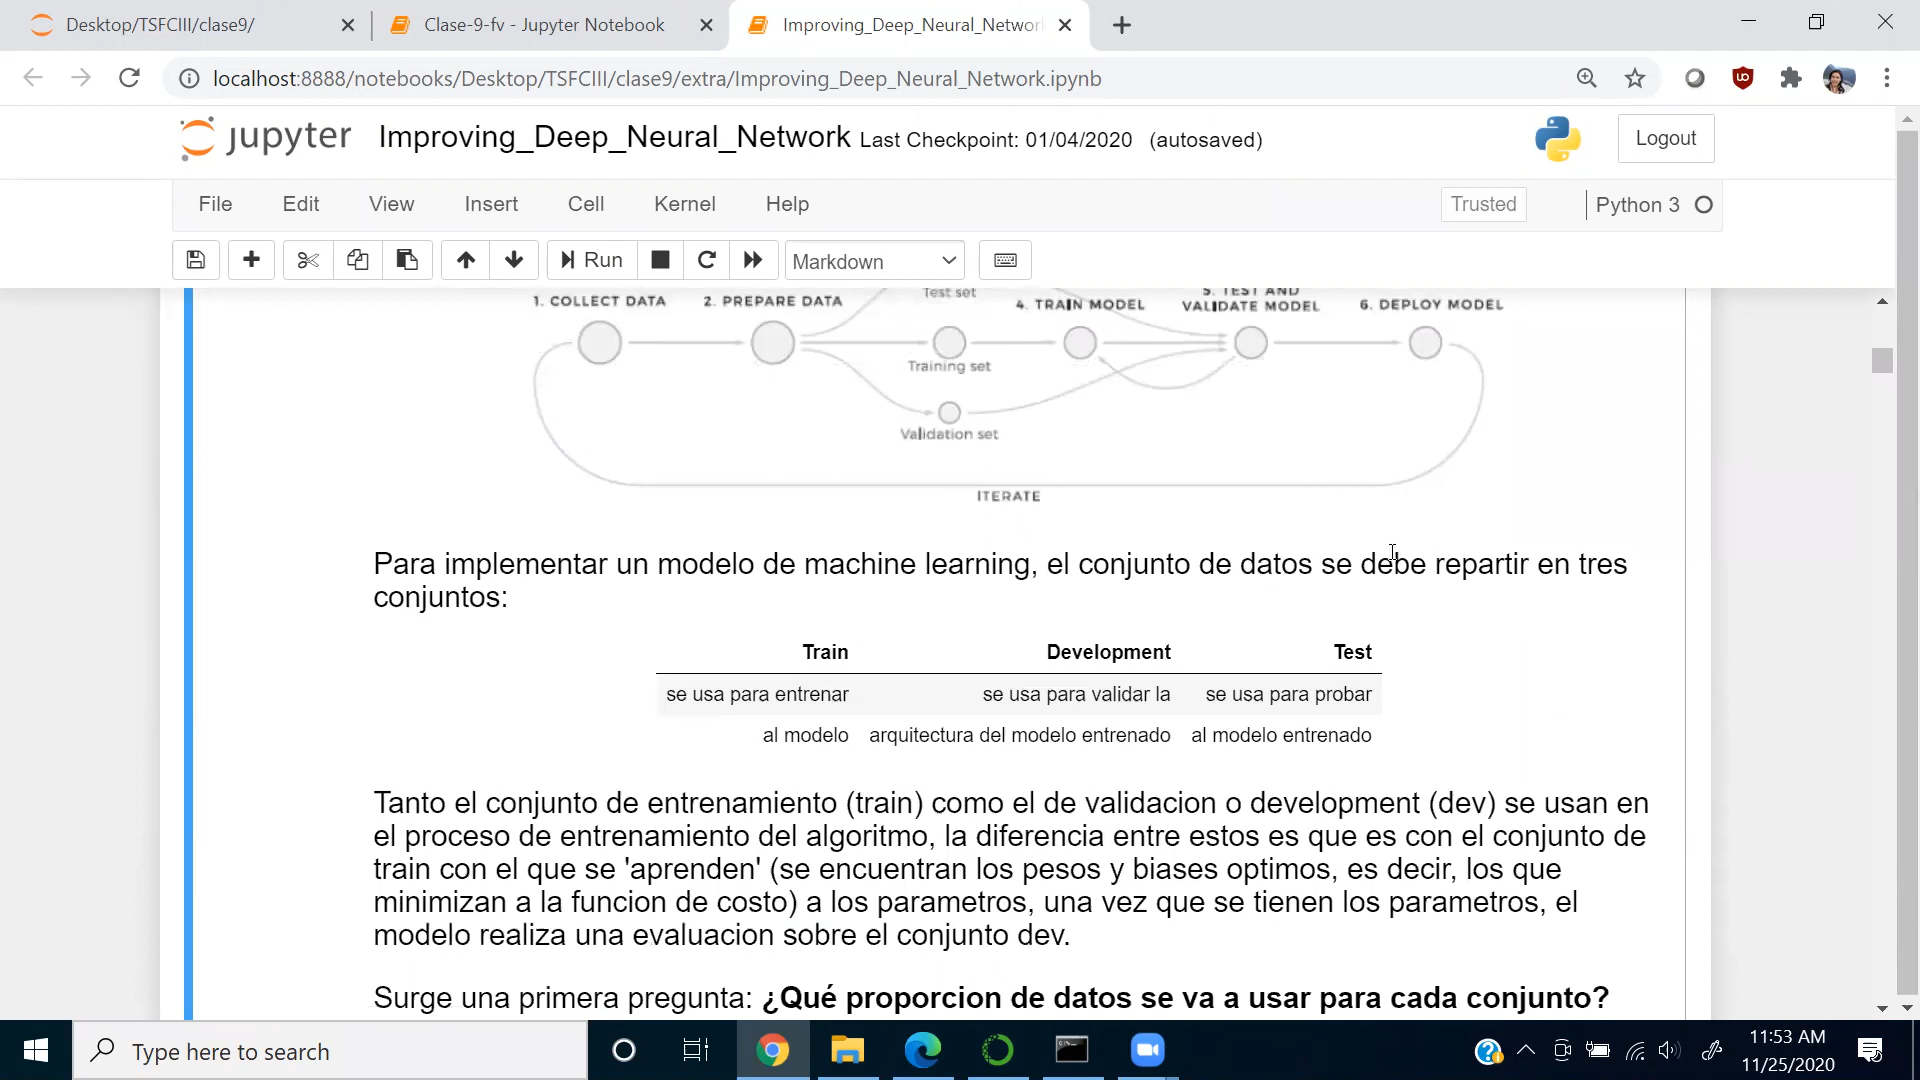 Desktop/TSFCIII/clase9/
Clase-9-fv - Jupyter Notebook
Improving_Deep_Neural_Network
localhost:8888/notebooks/Desktop/TSFCIII/clase9/extra/Improving_Deep_Neural_Network.ipynb
jupyter Improving_Deep_Neural_Network Last Checkpoint: 01/04/2020 (autosaved)
Logout
File Edit View Insert Cell Kernel Help
Trusted
Python 3
Run
Markdown
Test set
1. COLLECT DATA
2. PREPARE DATA
4. TRAIN MODEL
5. TEST AND
VALIDATE MODEL
6. DEPLOY MODEL
Training set
Validation set
ITERATE
Para implementar un modelo de machine learning, el conjunto de datos se debe repartir en tres
conjuntos:
Train Development Test
se usa para entrenar se usa para validar la se usa para probar
al modelo arquitectura del modelo entrenado al modelo entrenado
Tanto el conjunto de entrenamiento (train) como el de validacion o development (dev) se usan en
el proceso de entrenamiento del algoritmo, la diferencia entre estos es que es con el conjunto de
train con el que se 'aprenden' (se encuentran los pesos y biases optimos, es decir, los que
minimizan a la funcion de costo) a los parametros, una vez que se tienen los parametros, el
modelo realiza una evaluacion sobre el conjunto dev.
Surge una primera pregunta: ¿Qué proporcion de datos se va a usar para cada conjunto?
Type here to search
11:53 AM
11/25/2020